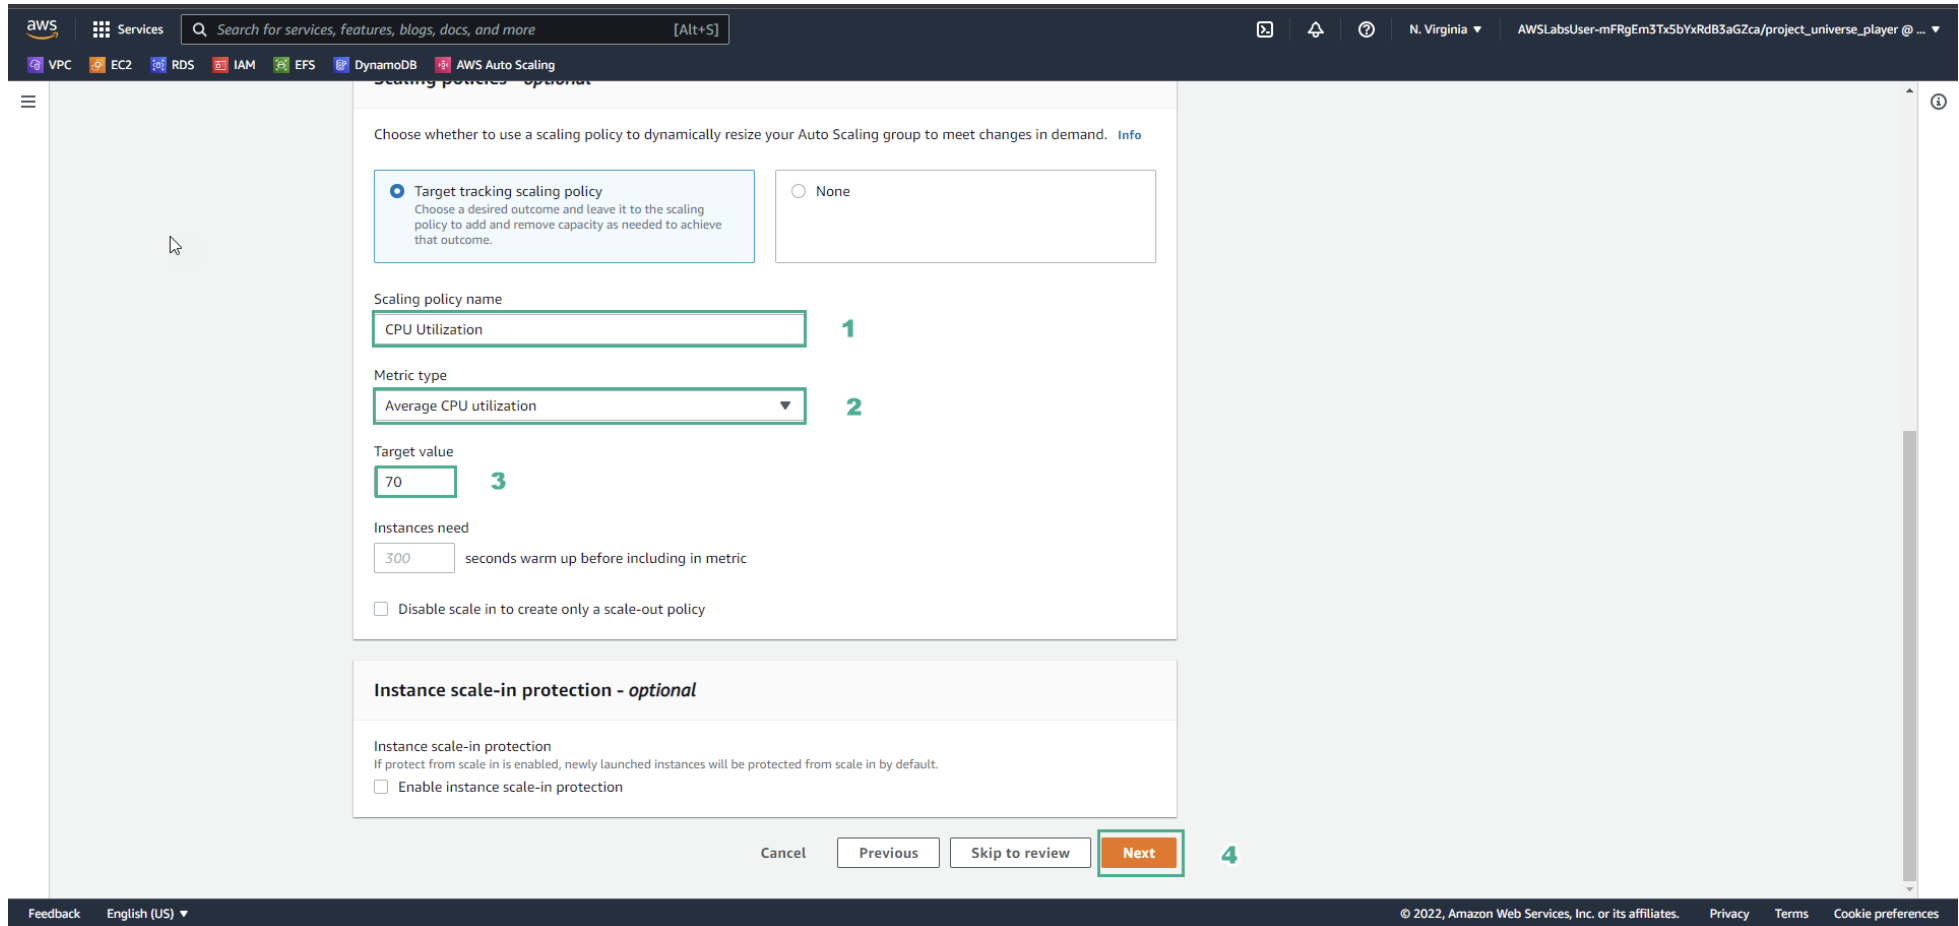 aws
Services
Search for services, features, blogs, docs, and more [Alt+S]
N. Virginia ▼
AWSLabsUser-mFRgEm3Tx5bYxRdB3aGZca/project_universe_player @ ... ▼
VPC EC2 RDS IAM EFS DynamoDB AWS Auto Scaling
Scaling policies - optional
Choose whether to use a scaling policy to dynamically resize your Auto Scaling group to meet changes in demand. Info
Target tracking scaling policy
Choose a desired outcome and leave it to the scaling
policy to add and remove capacity as needed to achieve
that outcome.
None
Scaling policy name
CPU Utilization
1
Metric type
Average CPU utilization
2
Target value
70
3
Instances need
300 seconds warm up before including in metric
Disable scale in to create only a scale-out policy
Instance scale-in protection - optional
Instance scale-in protection
If protect from scale in is enabled, newly launched instances will be protected from scale in by default.
Enable instance scale-in protection
Cancel Previous Skip to review Next
4
Feedback English (US) ▼ © 2022, Amazon Web Services, Inc. or its affiliates. Privacy Terms Cookie preferences